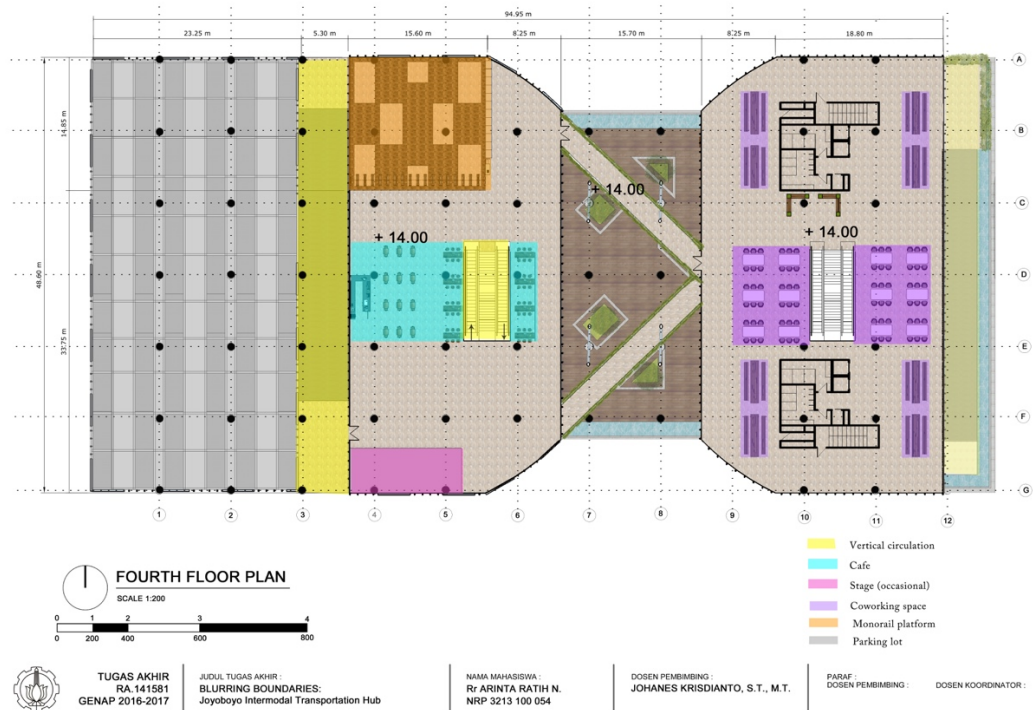 94.95 m
23.25 m
5.30 m
15.60 m
8.25 m
15.70 m
8.25 m
18.80 m
A
B
C
D
E
F
G
14.85 m
48.60 m
33.75 m
+ 14.00
+ 14.00
+ 14.00
1
2
3
4
5
6
7
8
9
10
11
12
Vertical circulation
Cafe
Stage (occasional)
Coworking space
Monorail platform
Parking lot
FOURTH FLOOR PLAN
SCALE 1:200
0 1 2 3 4
0 200 400 600 800
TUGAS AKHIR
RA.141581
GENAP 2016-2017
JUDUL TUGAS AKHIR :
BLURRING BOUNDARIES:
Joyoboyo Intermodal Transportation Hub
NAMA MAHASISWA :
Rr ARINTA RATIH N.
NRP 3213 100 054
DOSEN PEMBIMBING :
JOHANES KRISDIANTO, S.T., M.T.
PARAF :
DOSEN PEMBIMBING :
DOSEN KOORDINATOR :